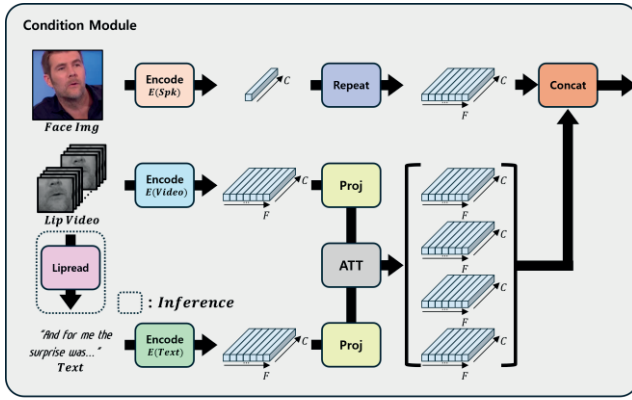 Condition Module
Encode
E(Spk)
C
Repeat
C
F
Concat
Face Img
Encode
E(Video)
C
F
Proj
C
F
Lip Video
Lipread
ATT
C
F
: Inference
C
F
"And for me the
surprise was..."
Text
Encode
E(Text)
C
F
Proj
C
F